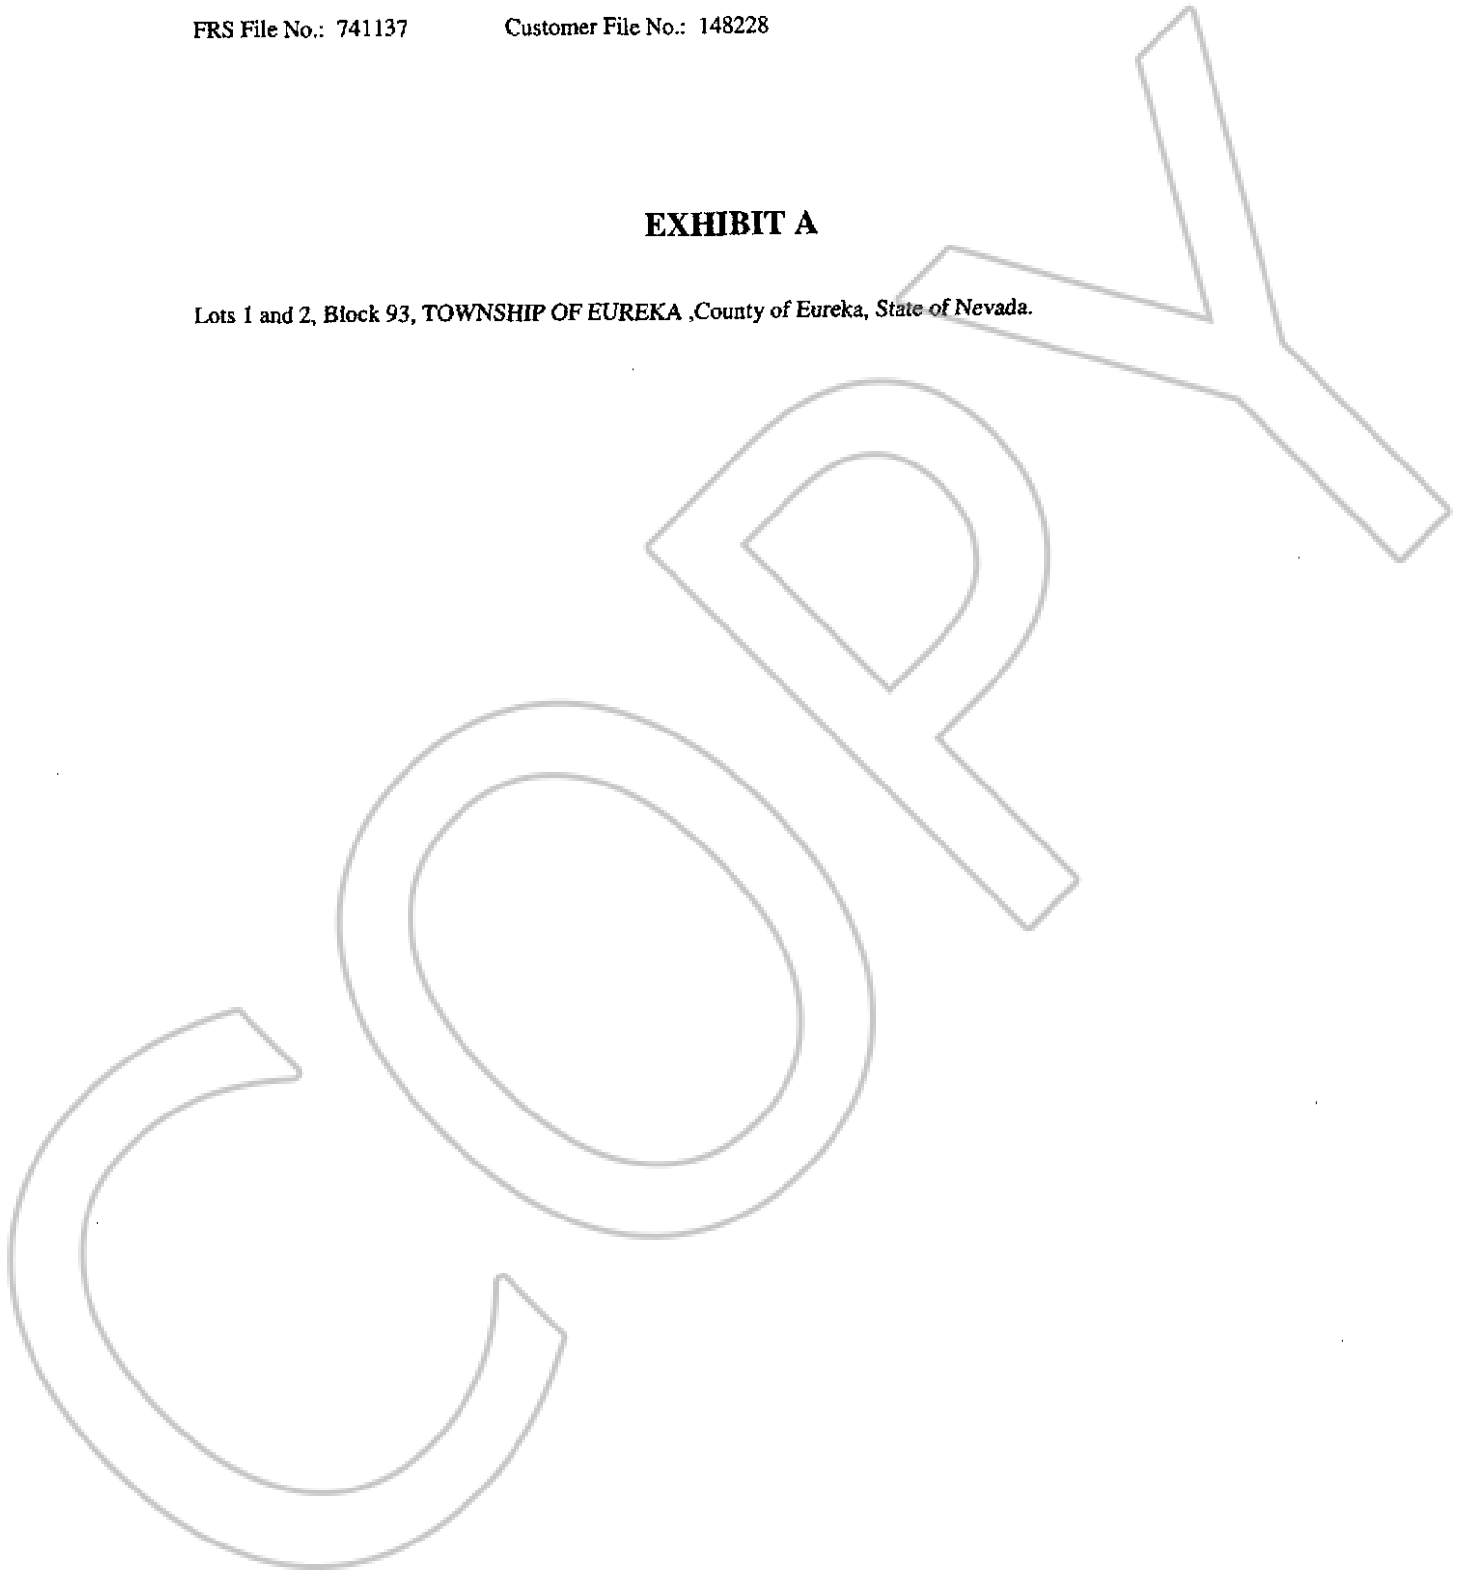 FRS File No.: 741137 Customer File No.: 148228
EXHIBIT A
Lots 1 and 2, Block 93, TOWNSHIP OF EUREKA ,County of Eureka, State of Nevada.
COPY